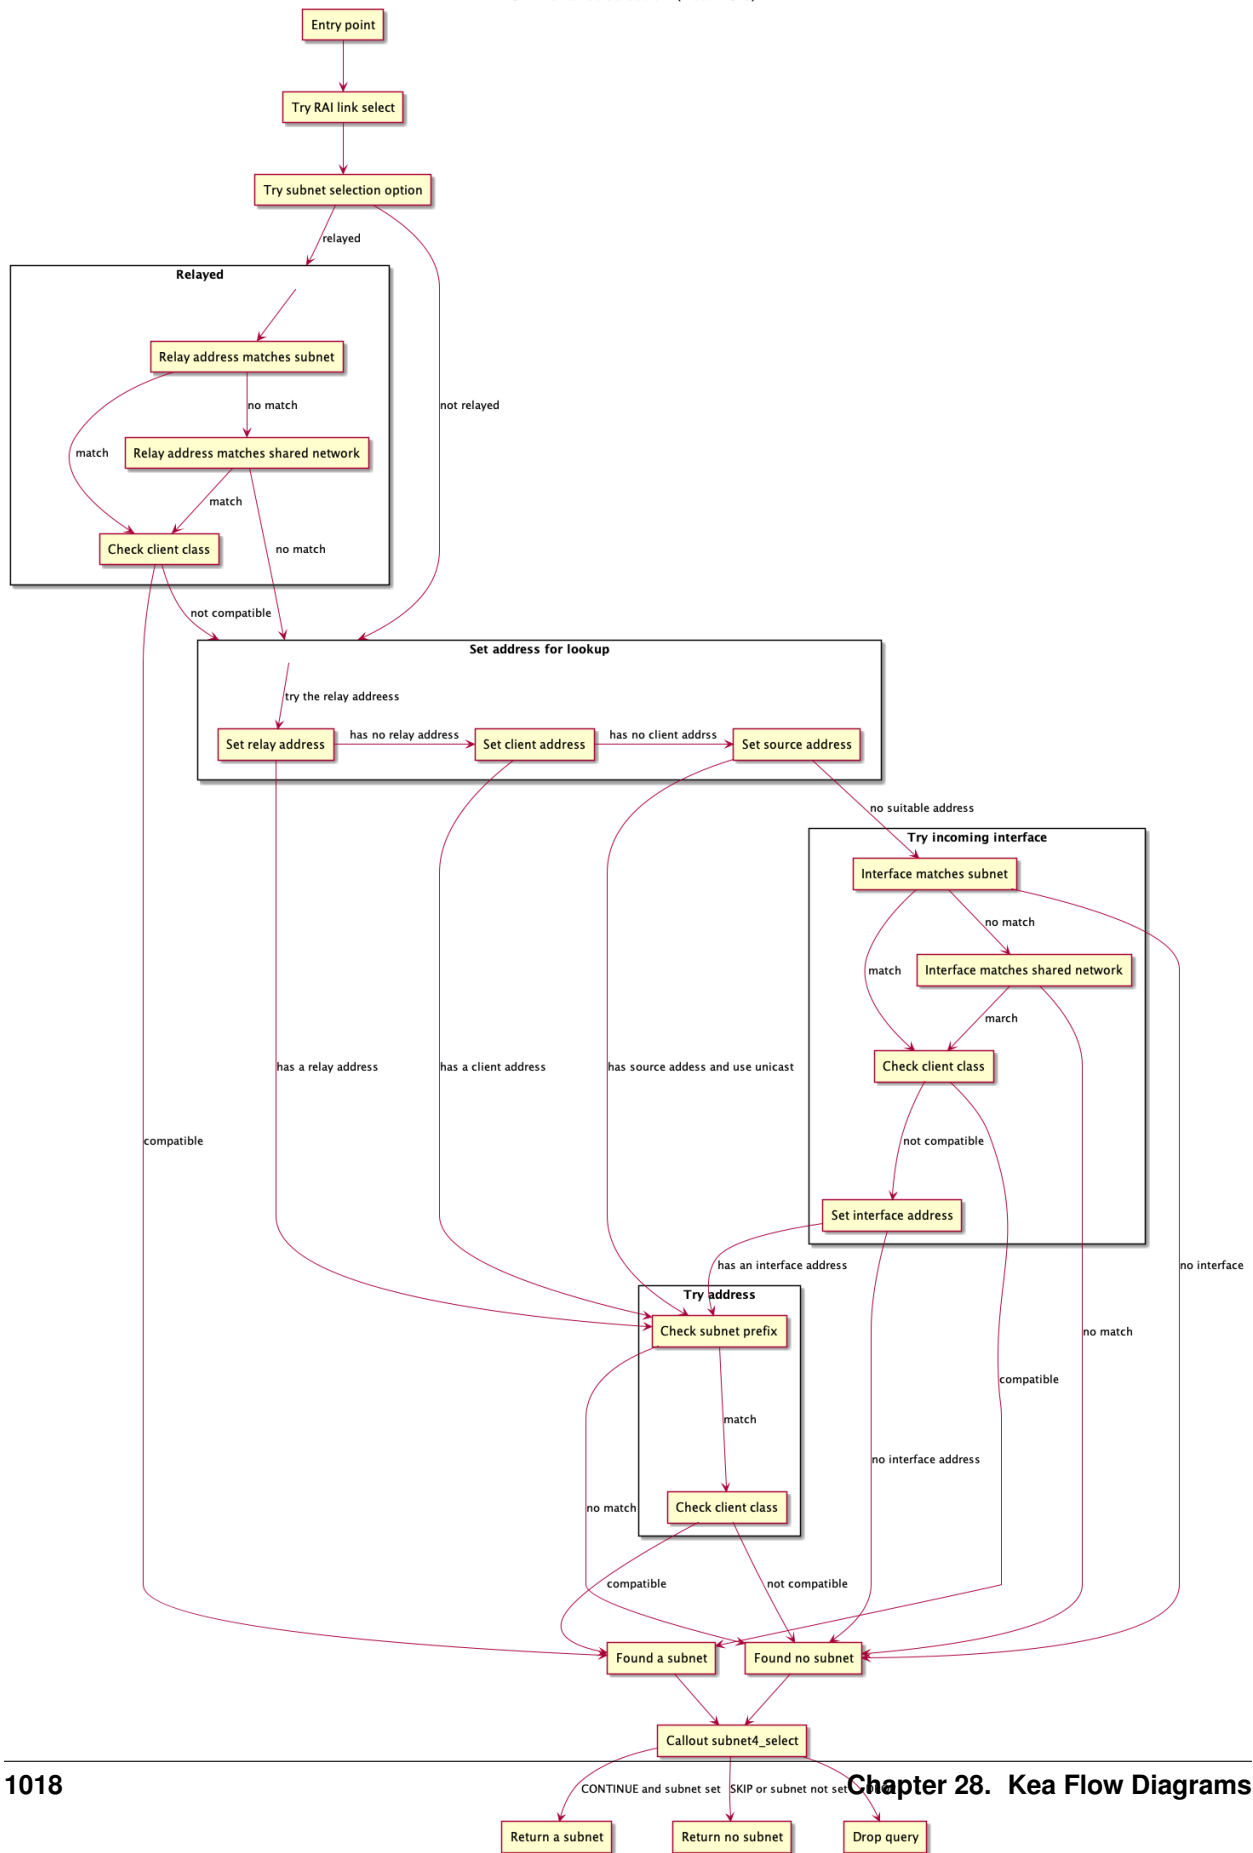 Entry point
Try RAI link select
Try subnet selection option
relayed
Relayed
Relay address matches subnet
no match
not relayed
Relay address matches shared network
match
match
Check client class
no match
not compatible
Set address for lookup
try the relay addreess
Set relay address
has no relay address
Set client address
has no client addrss
Set source address
no suitable address
Try incoming interface
Interface matches subnet
no match
Interface matches shared network
match
march
Check client class
has a relay address
has a client address
has source addess and use unicast
compatible
not compatible
Set interface address
has an interface address
no interface
Try address
Check subnet prefix
no match
compatible
match
no interface address
no match
Check client class
compatible
not compatible
Found a subnet
Found no subnet
Callout subnet4_select
CONTINUE and subnet set
SKIP or subnet not set
1018
Chapter 28. Kea Flow Diagrams
Return a subnet
Return no subnet
Drop query